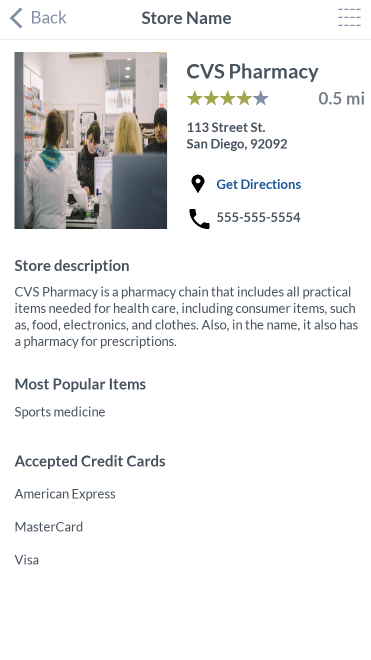 Back
Store Name
CVS Pharmacy
0.5 mi
113 Street St.
San Diego, 92092
Get Directions
555-555-5554
Store description
CVS Pharmacy is a pharmacy chain that includes all practical
items needed for health care, including consumer items, such
as, food, electronics, and clothes. Also, in the name, it also has
a pharmacy for prescriptions.
Most Popular Items
Sports medicine
Accepted Credit Cards
American Express
MasterCard
Visa